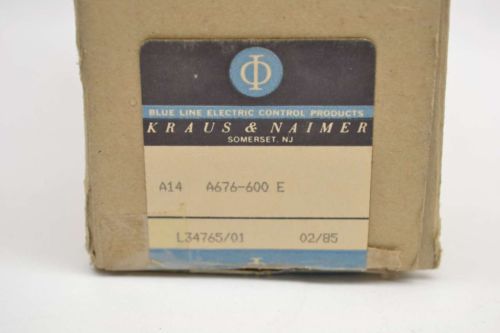 Φ
BLUE LINE ELECTRIC CONTROL PRODUCTS
KRAUS & NAIMER
SOMERSET, NJ
A14 A676-600 E
L34765/01 02/85